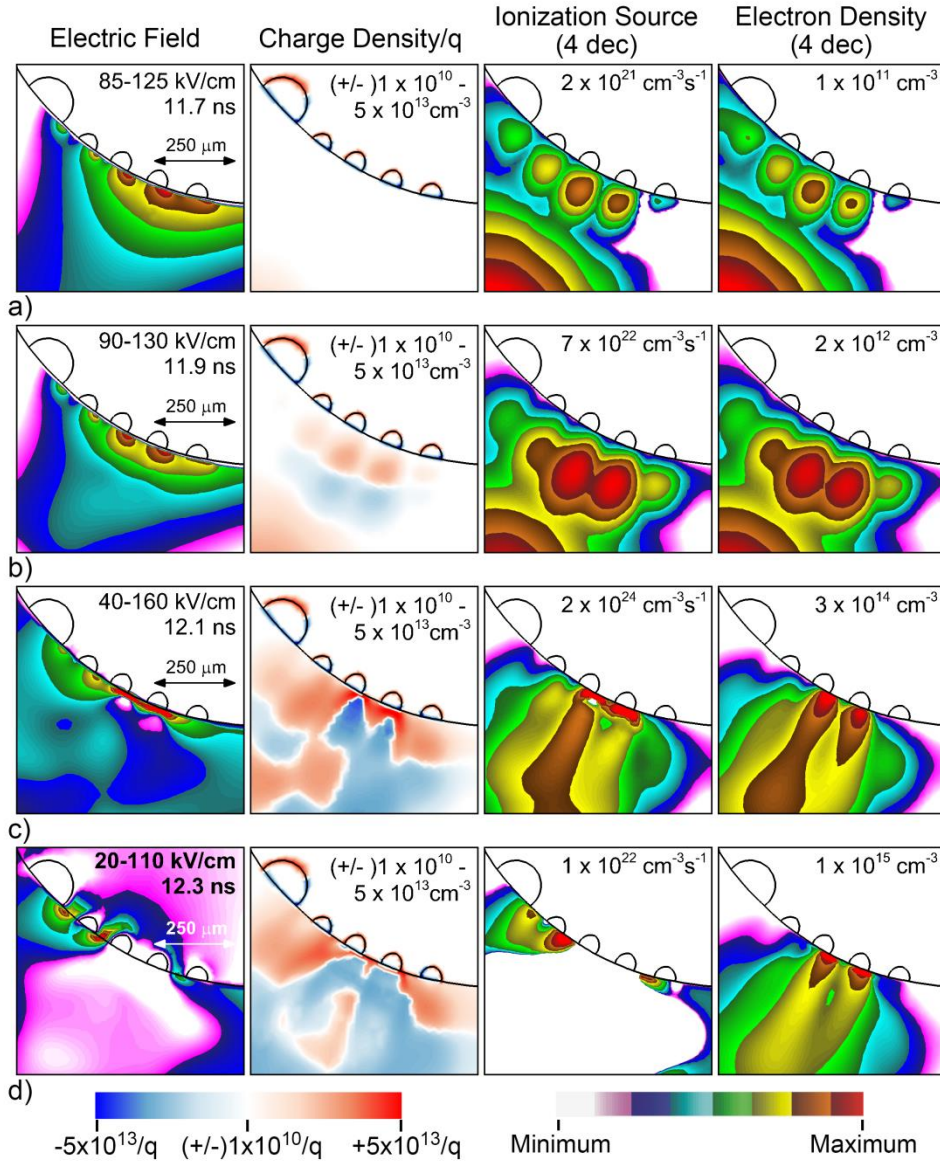 Electric Field
Charge Density/q
Ionization Source
(4 dec)
Electron Density
(4 dec)
85-125 kV/cm
11.7 ns
250 μm
(+/-)1 x 10¹⁰ -
5 x 10¹³cm⁻³
2 x 10²¹ cm⁻³s⁻¹
1 x 10¹¹ cm⁻³
a)
90-130 kV/cm
11.9 ns
250 μm
(+/-)1 x 10¹⁰ -
5 x 10¹³cm⁻³
7 x 10²² cm⁻³s⁻¹
2 x 10¹² cm⁻³
b)
40-160 kV/cm
12.1 ns
250 μm
(+/-)1 x 10¹⁰ -
5 x 10¹³cm⁻³
2 x 10²⁴ cm⁻³s⁻¹
3 x 10¹⁴ cm⁻³
c)
20-110 kV/cm
12.3 ns
250 μm
(+/-)1 x 10¹⁰ -
5 x 10¹³cm⁻³
1 x 10²² cm⁻³s⁻¹
1 x 10¹⁵ cm⁻³
d)
-5x10¹³/q
(+/-)1x10¹⁰/q
+5x10¹³/q
Minimum
Maximum